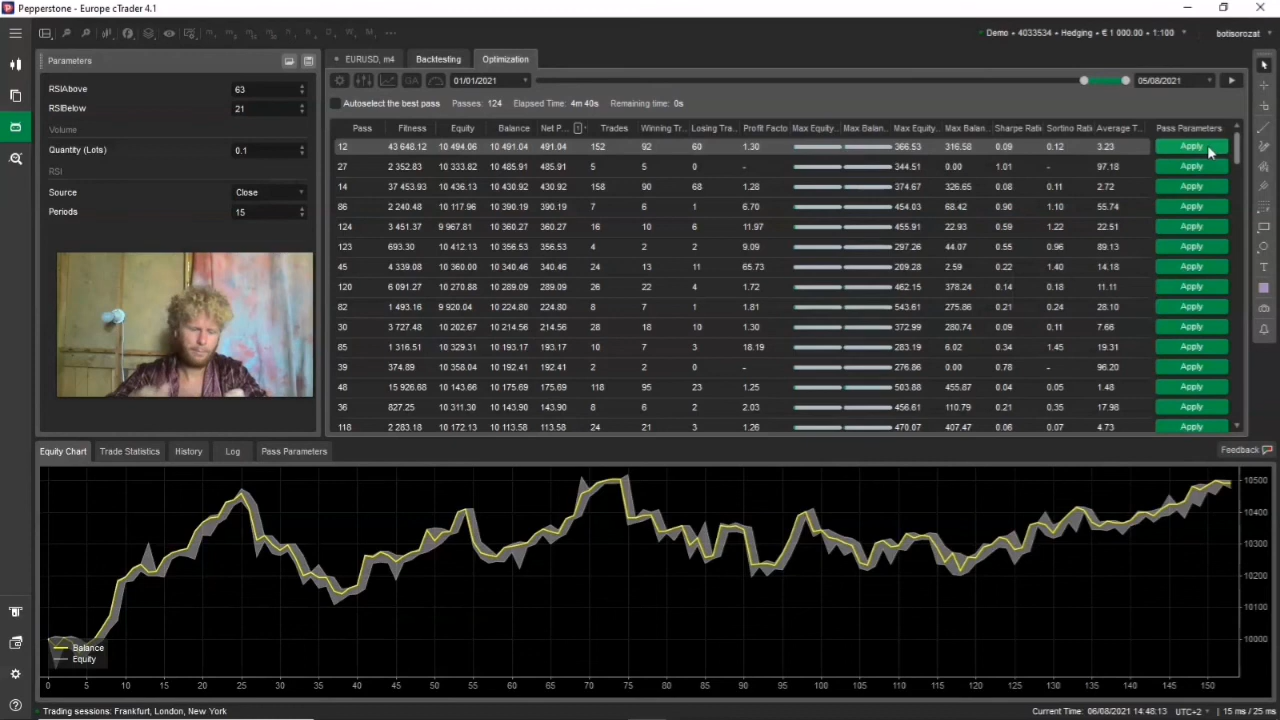 Pepperstone - Europe cTrader 4.1
Demo • 4033534 • Hedging • € 1 000.00 • 1:100
botisorozat
Parameters
RSIAbove 63
RSIBelow 21
Volume
Quantity (Lots) 0.1
RSI
Source Close
Periods 15
EURUSD, m4 Backtesting Optimization
GA 01/01/2021 05/08/2021
Autoselect the best pass Passes: 124 Elapsed Time: 4m 40s Remaining time: 0s
Pass Fitness Equity Balance Net P... Trades Winning Tr... Losing Tra... Profit Facto Max Equity... Max Balan... Max Equity... Max Balan... Sharpe Rati Sortino Rati Average T... Pass Parameters
12 43 648.12 10 494.06 10 491.04 491.04 152 92 60 1.30 366.53 316.58 0.09 0.12 3.23 Apply
27 2 352.83 10 333.82 10 485.91 485.91 5 5 0 - 344.51 0.00 1.01 - 97.18 Apply
14 37 453.93 10 436.13 10 430.92 430.92 158 90 68 1.28 374.67 326.65 0.08 0.11 2.72 Apply
86 2 240.48 10 117.96 10 390.19 390.19 7 6 1 6.70 454.03 68.42 0.90 1.10 55.74 Apply
124 3 451.37 9 967.81 10 360.27 360.27 16 10 6 11.97 455.91 22.93 0.59 1.22 22.51 Apply
123 693.30 10 412.13 10 356.53 356.53 4 2 2 9.09 297.26 44.07 0.55 0.96 89.13 Apply
45 4 339.08 10 360.00 10 340.46 340.46 24 13 11 65.73 209.28 2.59 0.22 1.40 14.18 Apply
120 6 091.27 10 270.88 10 289.09 289.09 26 22 4 1.72 462.15 378.24 0.14 0.18 11.11 Apply
82 1 493.16 9 920.04 10 224.80 224.80 8 7 1 1.81 543.61 275.86 0.21 0.24 28.10 Apply
30 3 727.48 10 202.67 10 214.56 214.56 28 18 10 1.30 372.99 280.74 0.09 0.11 7.66 Apply
85 1 316.51 10 329.31 10 193.17 193.17 10 7 3 18.19 283.19 6.02 0.34 1.45 19.31 Apply
39 374.89 10 358.04 10 192.41 192.41 2 2 0 - 276.86 0.00 0.78 - 96.20 Apply
48 15 926.68 10 143.66 10 175.69 175.69 118 95 23 1.25 503.88 455.87 0.04 0.05 1.48 Apply
36 827.25 10 311.30 10 143.90 143.90 8 6 2 2.03 456.61 110.79 0.21 0.35 17.98 Apply
118 2 283.18 10 172.13 10 113.58 113.58 24 21 3 1.26 470.07 407.47 0.06 0.07 4.73 Apply
Equity Chart Trade Statistics History Log Pass Parameters Feedback
10500
10400
10300
10200
10100
10000
Balance
Equity
0 5 10 15 20 25 30 35 40 45 50 55 60 65 70 75 80 85 90 95 100 105 110 115 120 125 130 135 140 145 150
Trading sessions: Frankfurt, London, New York Current Time: 06/08/2021 14:48:13 UTC+2 15 ms / 25 ms